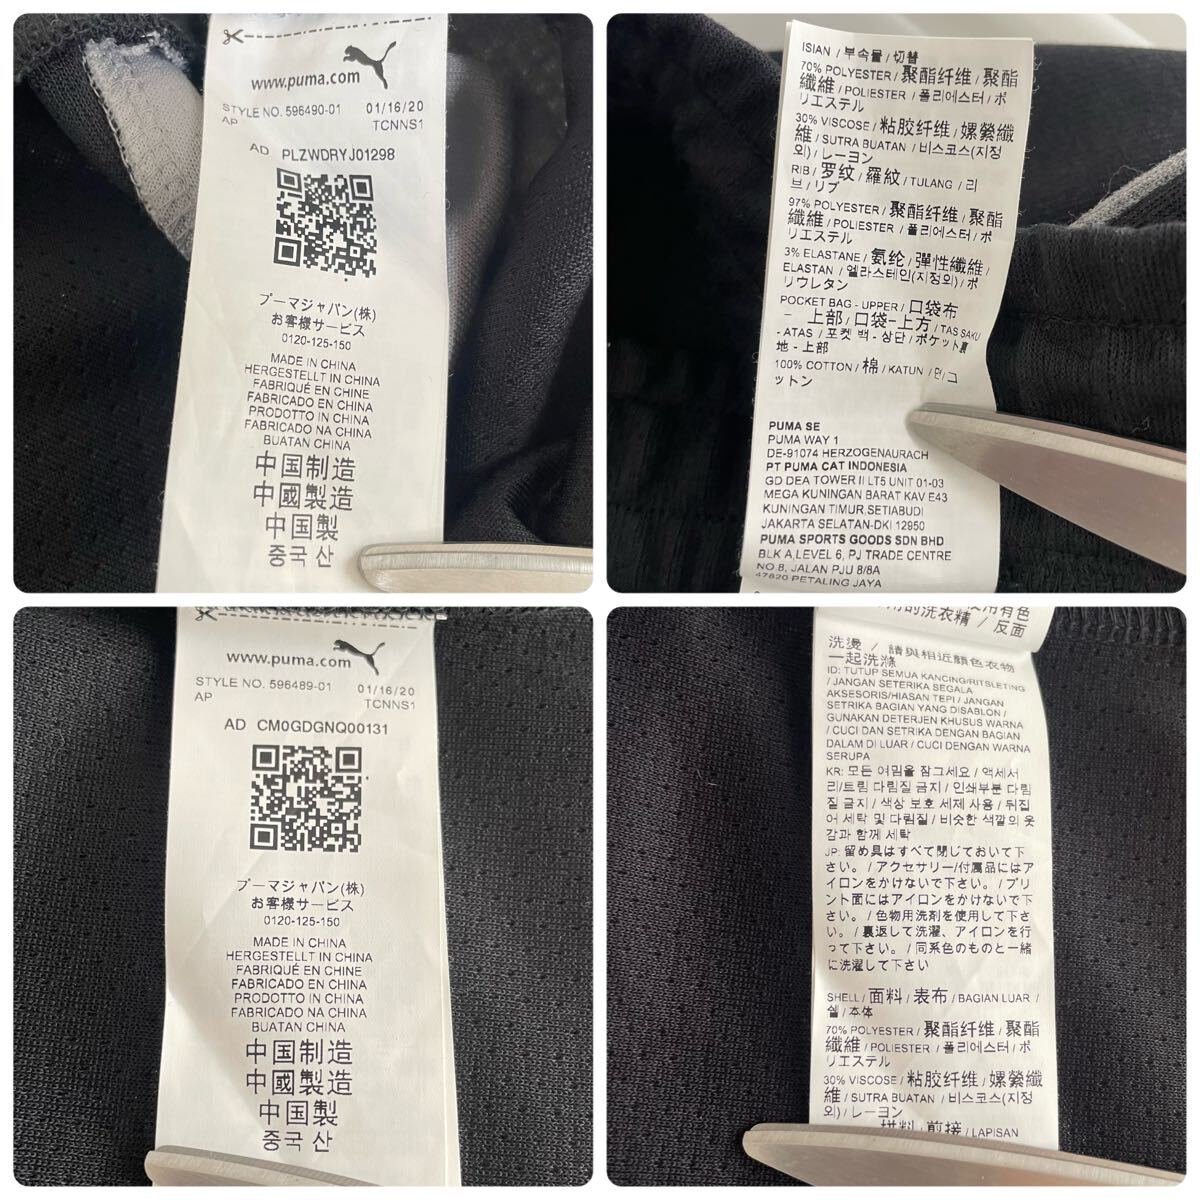 www.puma.com
STYLE NO. 596490-01 01/16/20
AP TCNNS1
AD PLZWDRYJ01298
プーマジャパン(株)
お客様サービス
0120-125-150
MADE IN CHINA
HERGESTELLT IN CHINA
FABRIQUÉ EN CHINE
FABRICADO EN CHINA
PRODOTTO IN CHINA
FABRICADO NA CHINA
BUATAN CHINA
中国制造
中國製造
中国製
중국 산
ISIAN / 부속물 / 切替
70% POLYESTER / 聚酯纤维 / 聚酯
纖維 / POLIESTER / 폴리에스터 / ポ
リエステル
30% VISCOSE / 粘胶纤维 / 嫘縈纖
維 / SUTRA BUATAN / 비스코스(지정
외) / レーヨン
RIB / 罗纹 / 羅紋 / TULANG / 리
브 / リブ
97% POLYESTER / 聚酯纤维 / 聚酯
纖維 / POLIESTER / 폴리에스터 / ポ
リエステル
3% ELASTANE / 氨纶 / 彈性纖維 /
ELASTAN / 엘라스테인(지정외) / ポ
リウレタン
POCKET BAG - UPPER / 口袋布
- 上部 / 口袋-上方 / TAS SAKU
- ATAS / 포켓 백 - 상단 / ポケット裏
地 - 上部
100% COTTON / 棉 / KATUN / 면 / コ
ットン
PUMA SE
PUMA WAY 1
DE-91074 HERZOGENAURACH
PT PUMA CAT INDONESIA
GD DEA TOWER II LT5 UNIT 01-03
MEGA KUNINGAN BARAT KAV E43
KUNINGAN TIMUR.SETIABUDI
JAKARTA SELATAN-DKI 12950
PUMA SPORTS GOODS SDN BHD
BLK A,LEVEL 6, PJ TRADE CENTRE
NO.8, JALAN PJU 8/8A
47820 PETALING JAYA
www.puma.com
STYLE NO. 596489-01 01/16/20
AP TCNNS1
AD CM0GDGNQ00131
プーマジャパン(株)
お客様サービス
0120-125-150
MADE IN CHINA
HERGESTELLT IN CHINA
FABRIQUÉ EN CHINE
FABRICADO EN CHINA
PRODOTTO IN CHINA
FABRICADO NA CHINA
BUATAN CHINA
中国制造
中國製造
中国製
중국 산
用有色
的洗衣精 / 反面
洗燙 / 請與相近顏色衣物
一起洗滌
ID: TUTUP SEMUA KANCING/RITSLETING
/ JANGAN SETERIKA SEGALA
AKSESORIS/HIASAN TEPI / JANGAN
SETRIKA BAGIAN YANG DISABLON /
GUNAKAN DETERJEN KHUSUS WARNA
/ CUCI DAN SETRIKA DENGAN BAGIAN
DALAM DI LUAR / CUCI DENGAN WARNA
SERUPA
KR: 모든 여밈을 잠그세요 / 액세서
리/트림 다림질 금지 / 인쇄부분 다림
질 금지 / 색상 보호 세제 사용 / 뒤집
어 세탁 및 다림질 / 비슷한 색깔의 옷
감과 함께 세탁
JP: 留め具はすべて閉じておいて下
さい。 / アクセサリー/付属品にはア
イロンをかけないで下さい。 / プリ
ント面にはアイロンをかけないで下
さい。 / 色物用洗剤を使用して下さ
い。 / 裏返して洗濯、アイロンを行
って下さい。 / 同系色のものと一緒
に洗濯して下さい
SHELL / 面料 / 表布 / BAGIAN LUAR /
쉘 / 本体
70% POLYESTER / 聚酯纤维 / 聚酯
纖維 / POLIESTER / 폴리에스터 / ポ
リエステル
30% VISCOSE / 粘胶纤维 / 嫘縈纖
維 / SUTRA BUATAN / 비스코스(지정
외) / レーヨン
拼料 / 剪接 / LAPISAN